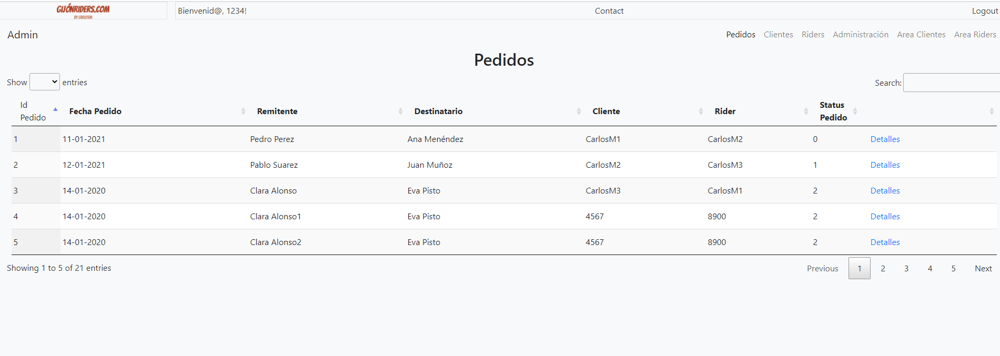 GIJÓNRIDERS.COM
BY CARLOSM
Bienvenid@, 1234! Contact Logout
Admin Pedidos Clientes Riders Administración Area Clientes Area Riders
Pedidos
Show entries Search:
Id Pedido Fecha Pedido Remitente Destinatario Cliente Rider Status Pedido
1 11-01-2021 Pedro Perez Ana Menéndez CarlosM1 CarlosM2 0 Detalles
2 12-01-2021 Pablo Suarez Juan Muñoz CarlosM2 CarlosM3 1 Detalles
3 14-01-2020 Clara Alonso Eva Pisto CarlosM3 CarlosM1 2 Detalles
4 14-01-2020 Clara Alonso1 Eva Pisto 4567 8900 2 Detalles
5 14-01-2020 Clara Alonso2 Eva Pisto 4567 8900 2 Detalles
Showing 1 to 5 of 21 entries Previous 1 2 3 4 5 Next